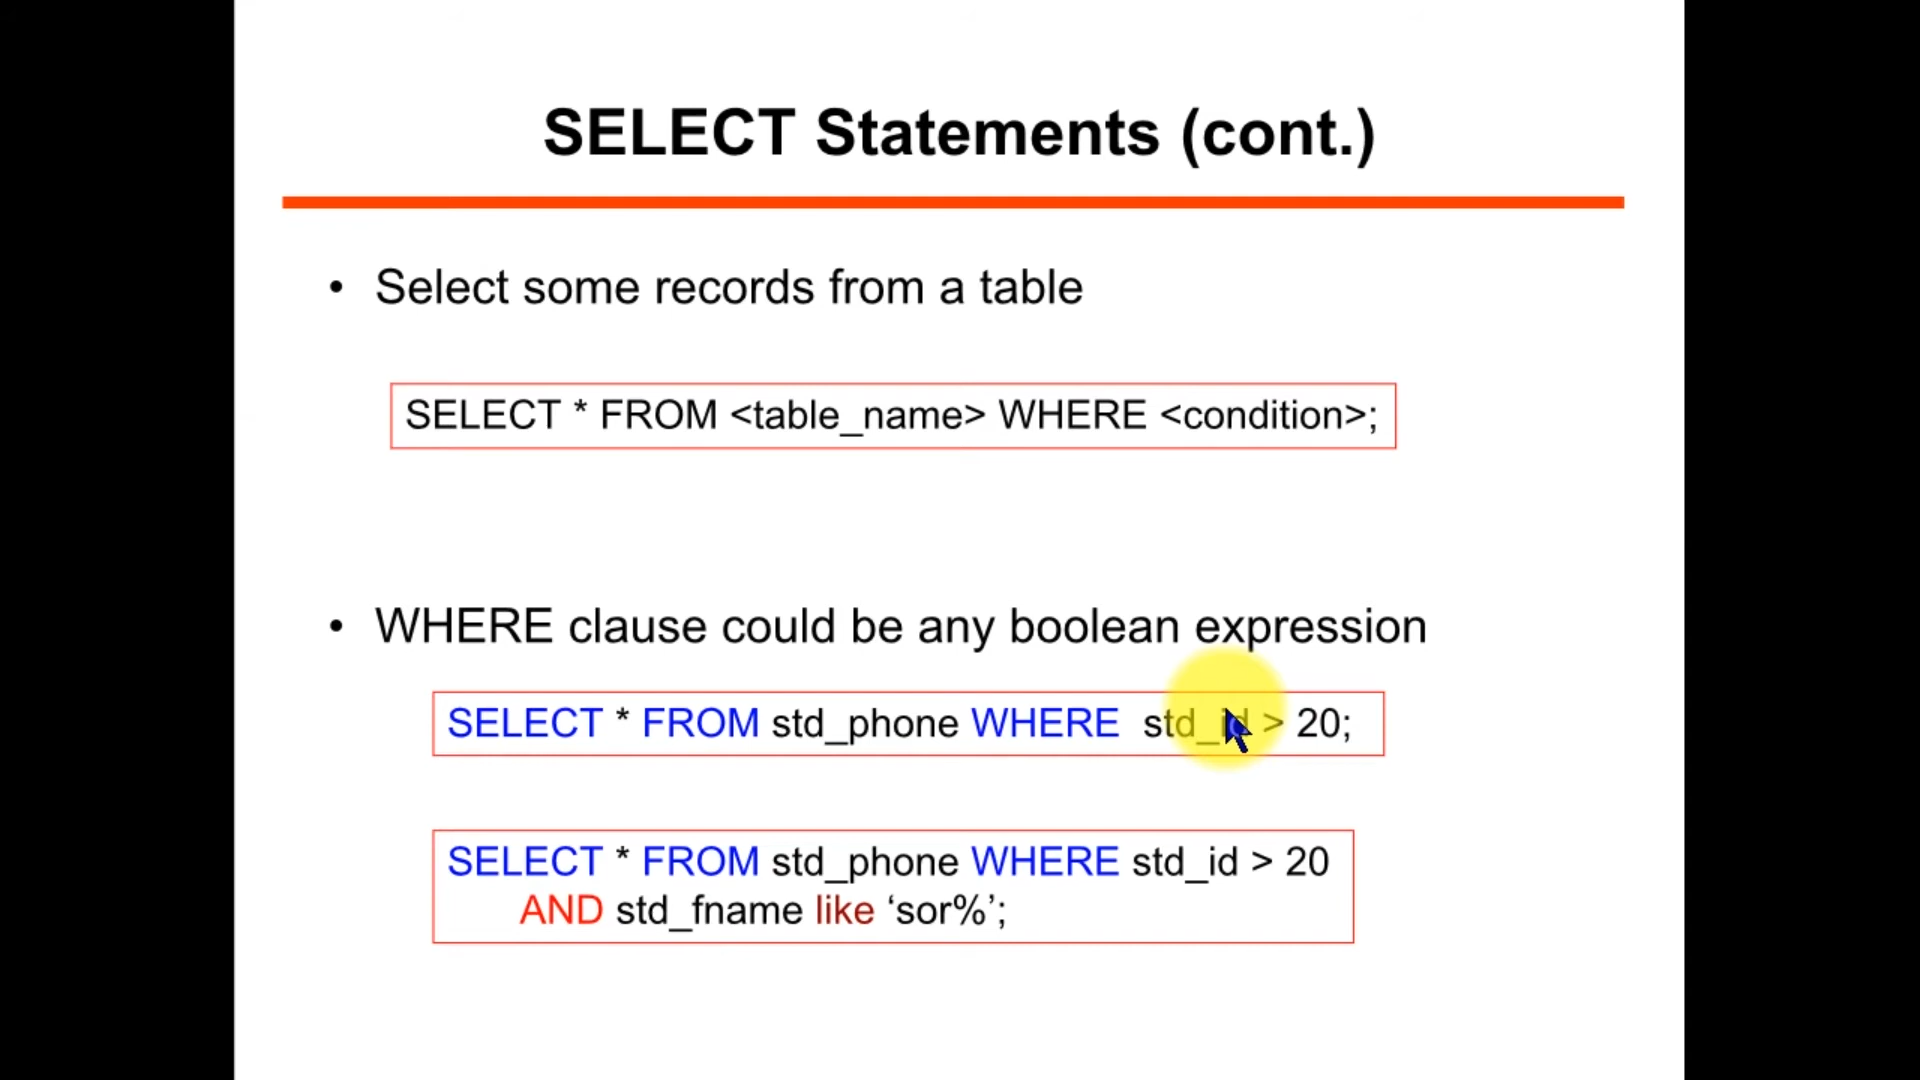 SELECT Statements (cont.)
• Select some records from a table
SELECT * FROM <table_name> WHERE <condition>;
• WHERE clause could be any boolean expression
SELECT * FROM std_phone WHERE  std_id > 20;
SELECT * FROM std_phone WHERE std_id > 20
AND std_fname like ‘sor%’;